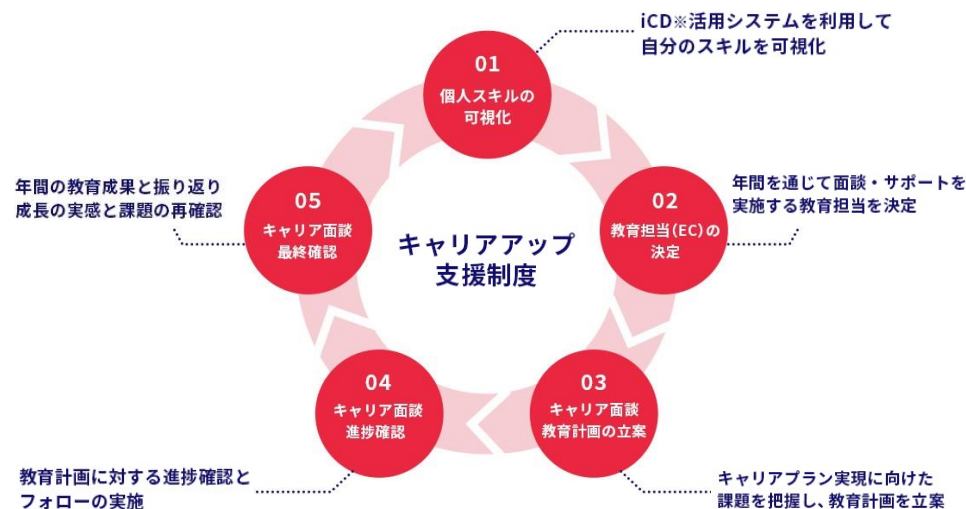 iCD※活用システムを利用して
自分のスキルを可視化
01
個人スキルの
可視化
年間を通じて面談・サポートを
実施する教育担当を決定
02
教育担当(EC)の
決定
キャリアアップ
支援制度
03
キャリア面談
教育計画の立案
キャリアプラン実現に向けた
課題を把握し、教育計画を立案
04
キャリア面談
進捗確認
教育計画に対する進捗確認と
フォローの実施
05
キャリア面談
最終確認
年間の教育成果と振り返り
成長の実感と課題の再確認